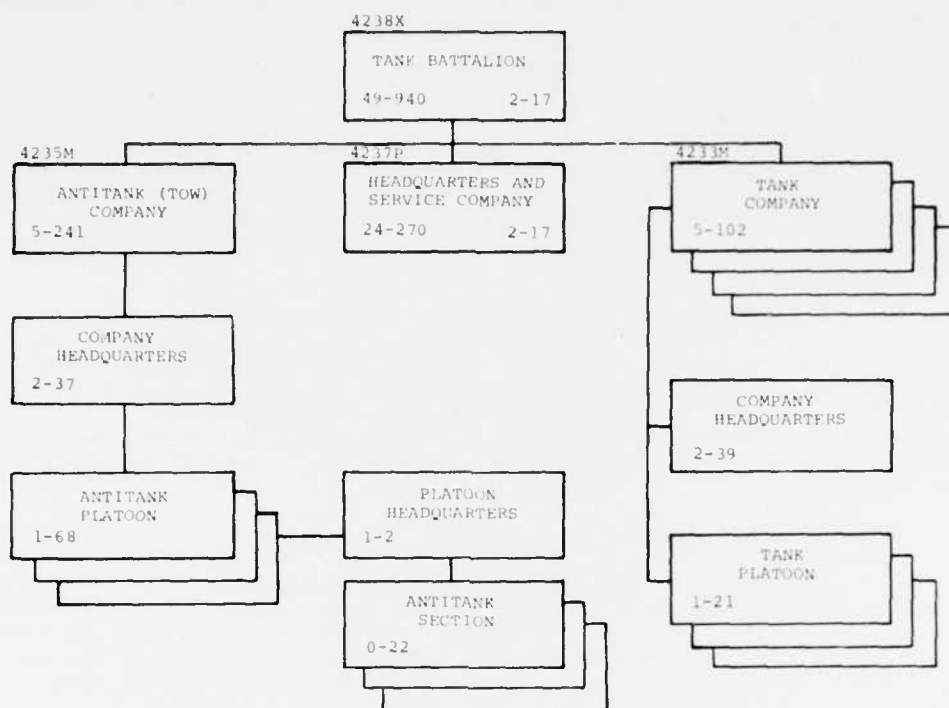 4238X
TANK BATTALION
49-940 2-17
4235M
ANTITANK (TOW)
COMPANY
5-241
4237P
HEADQUARTERS AND
SERVICE COMPANY
24-270 2-17
4233M
TANK
COMPANY
5-102
COMPANY
HEADQUARTERS
2-37
COMPANY
HEADQUARTERS
2-39
ANTITANK
PLATOON
1-68
PLATOON
HEADQUARTERS
1-2
ANTITANK
SECTION
0-22
TANK
PLATOON
1-21